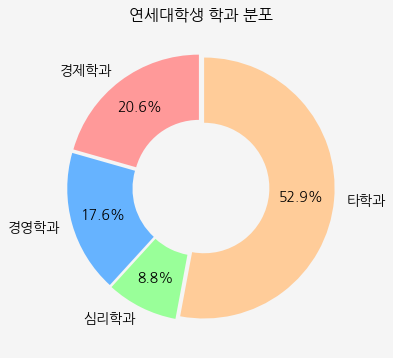 연세대학생 학과 분포
경제학과
20.6%
경영학과
17.6%
심리학과
8.8%
타학과
52.9%